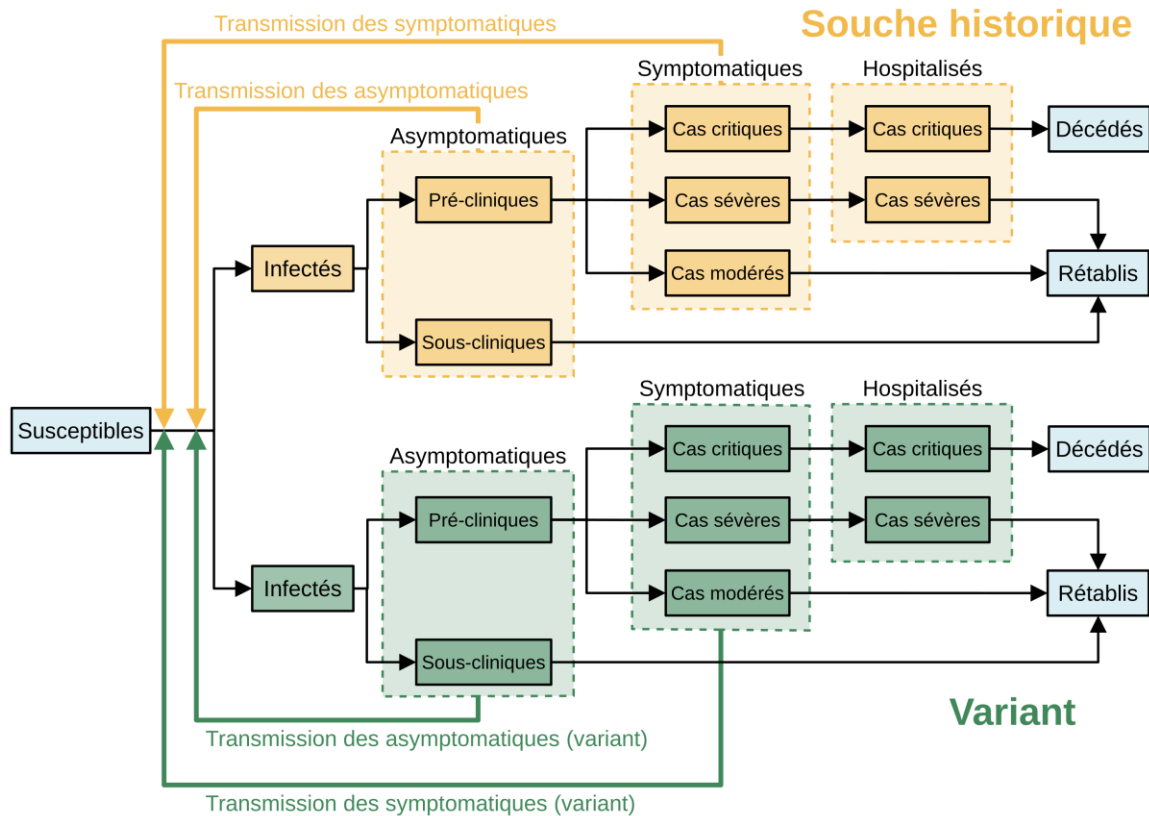 Transmission des symptomatiques
Souche historique
Transmission des asymptomatiques
Symptomatiques
Hospitalisés
Asymptomatiques
Cas critiques
Cas critiques
Décédés
Pré-cliniques
Cas sévères
Cas sévères
Infectés
Cas modérés
Rétablis
Sous-cliniques
Susceptibles
Symptomatiques
Hospitalisés
Asymptomatiques
Cas critiques
Cas critiques
Décédés
Pré-cliniques
Cas sévères
Cas sévères
Infectés
Cas modérés
Rétablis
Sous-cliniques
Variant
Transmission des asymptomatiques (variant)
Transmission des symptomatiques (variant)